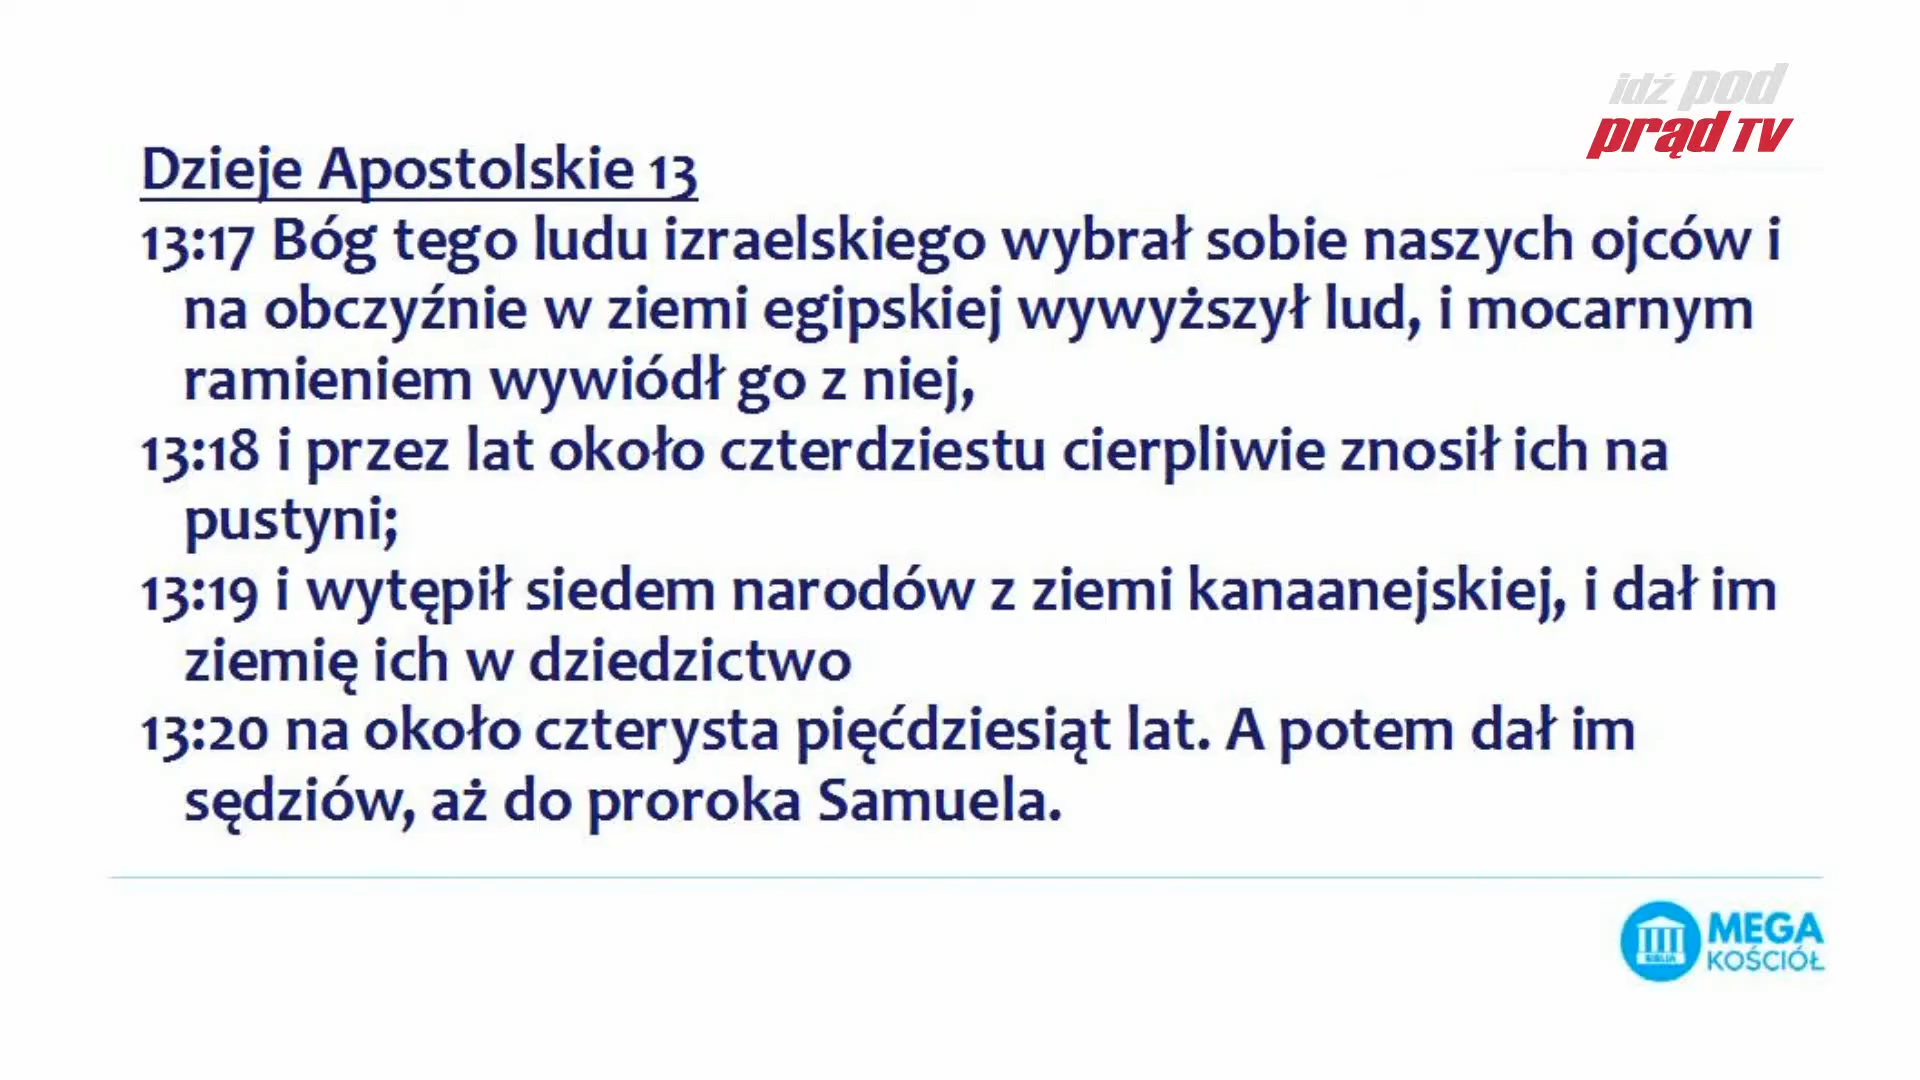 idź pod
prąd TV
Dzieje Apostolskie 13
13:17 Bóg tego ludu izraelskiego wybrał sobie naszych ojców i
na obczyźnie w ziemi egipskiej wywyższył lud, i mocarnym
ramieniem wywiódł go z niej,
13:18 i przez lat około czterdziestu cierpliwie znosił ich na
pustyni;
13:19 i wytępił siedem narodów z ziemi kanaanejskiej, i dał im
ziemię ich w dziedzictwo
13:20 na około czterysta pięćdziesiąt lat. A potem dał im
sędziów, aż do proroka Samuela.
BIBLIA
MEGA
KOŚCIÓŁ